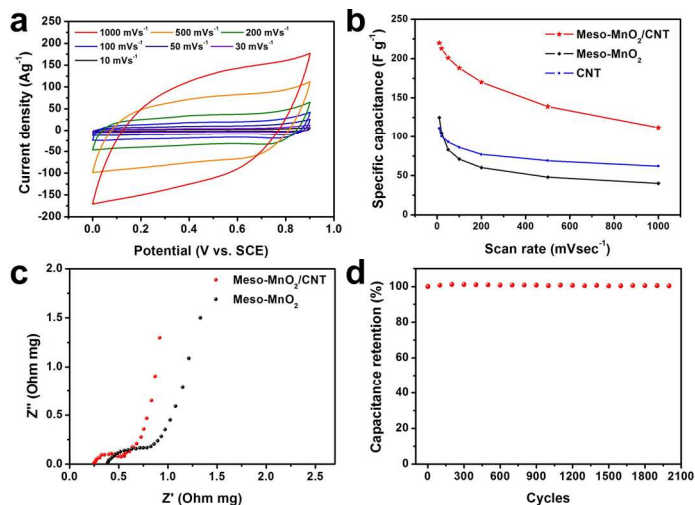 a
1000 mVs⁻¹ 500 mVs⁻¹ 200 mVs⁻¹
100 mVs⁻¹ 50 mVs⁻¹ 30 mVs⁻¹
10 mVs⁻¹
Current density (Ag⁻¹)
250
200
150
100
50
0
-50
-100
-150
-200
0.0 0.2 0.4 0.6 0.8 1.0
Potential (V vs. SCE)
b
Meso-MnO₂/CNT
Meso-MnO₂
CNT
Specific capacitance (F g⁻¹)
250
200
150
100
50
0
0 200 400 600 800 1000
Scan rate (mVsec⁻¹)
c
Meso-MnO₂/CNT
Meso-MnO₂
Z'' (Ohm mg)
2.0
1.5
1.0
0.5
0.0
0.0 0.5 1.0 1.5 2.0 2.5
Z' (Ohm mg)
d
Capacitance retention (%)
100
80
60
40
20
0
0 300 600 900 1200 1500 1800 2100
Cycles